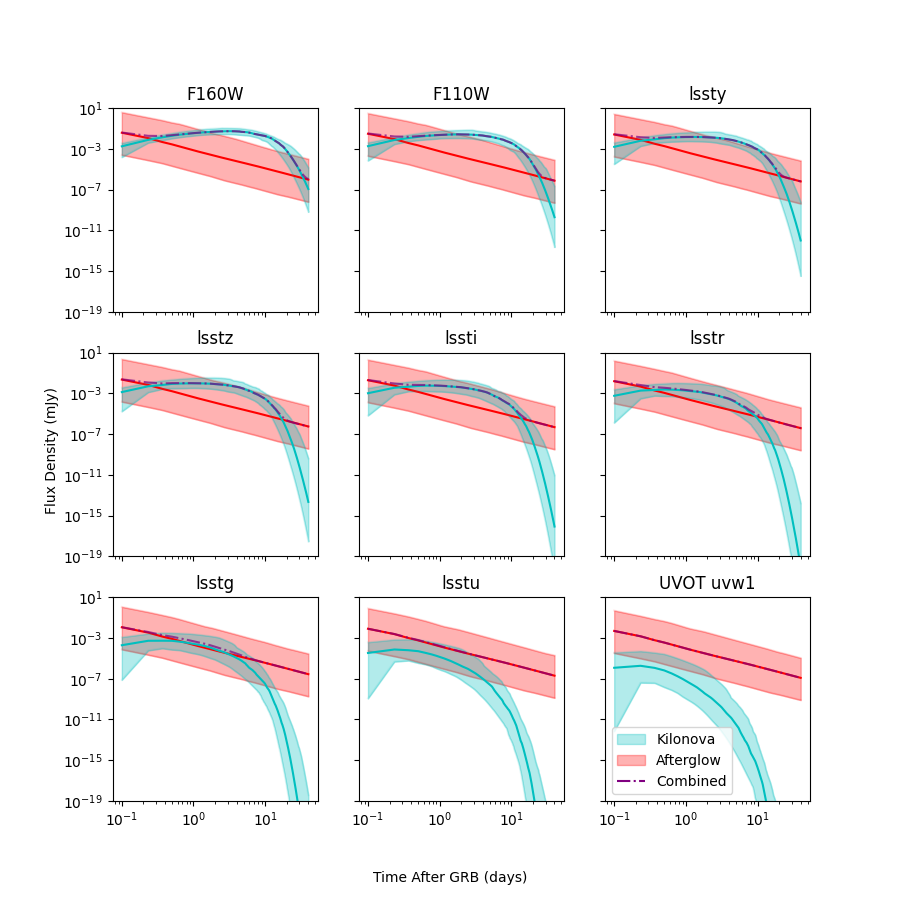 F160W F110W lssty
10^1
10^−3
10^−7
10^−11
10^−15
10^−19
lsstz lssti lsstr
10^1
10^−3
10^−7
10^−11
10^−15
10^−19
Flux Density (mJy)
lsstg lsstu UVOT uvw1
10^1
10^−3
10^−7
10^−11
10^−15
10^−19
Kilonova
Afterglow
Combined
10^−1 10^0 10^1 10^−1 10^0 10^1 10^−1 10^0 10^1
Time After GRB (days)